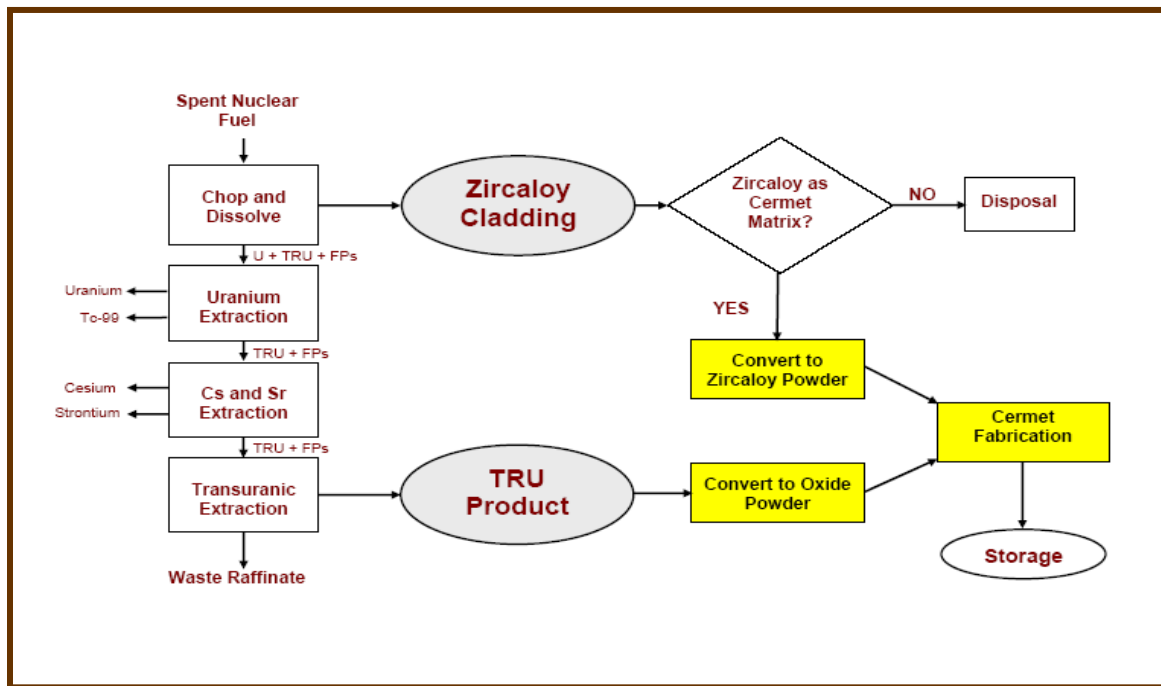 Spent Nuclear
Fuel
Chop and
Dissolve
Zircaloy
Cladding
Zircaloy as
Cermet
Matrix?
NO
Disposal
U + TRU + FPs
Uranium
Tc-99
Uranium
Extraction
YES
TRU + FPs
Convert to
Zircaloy Powder
Cesium
Strontium
Cs and Sr
Extraction
Cermet
Fabrication
TRU + FPs
Transuranic
Extraction
TRU
Product
Convert to Oxide
Powder
Storage
Waste Raffinate